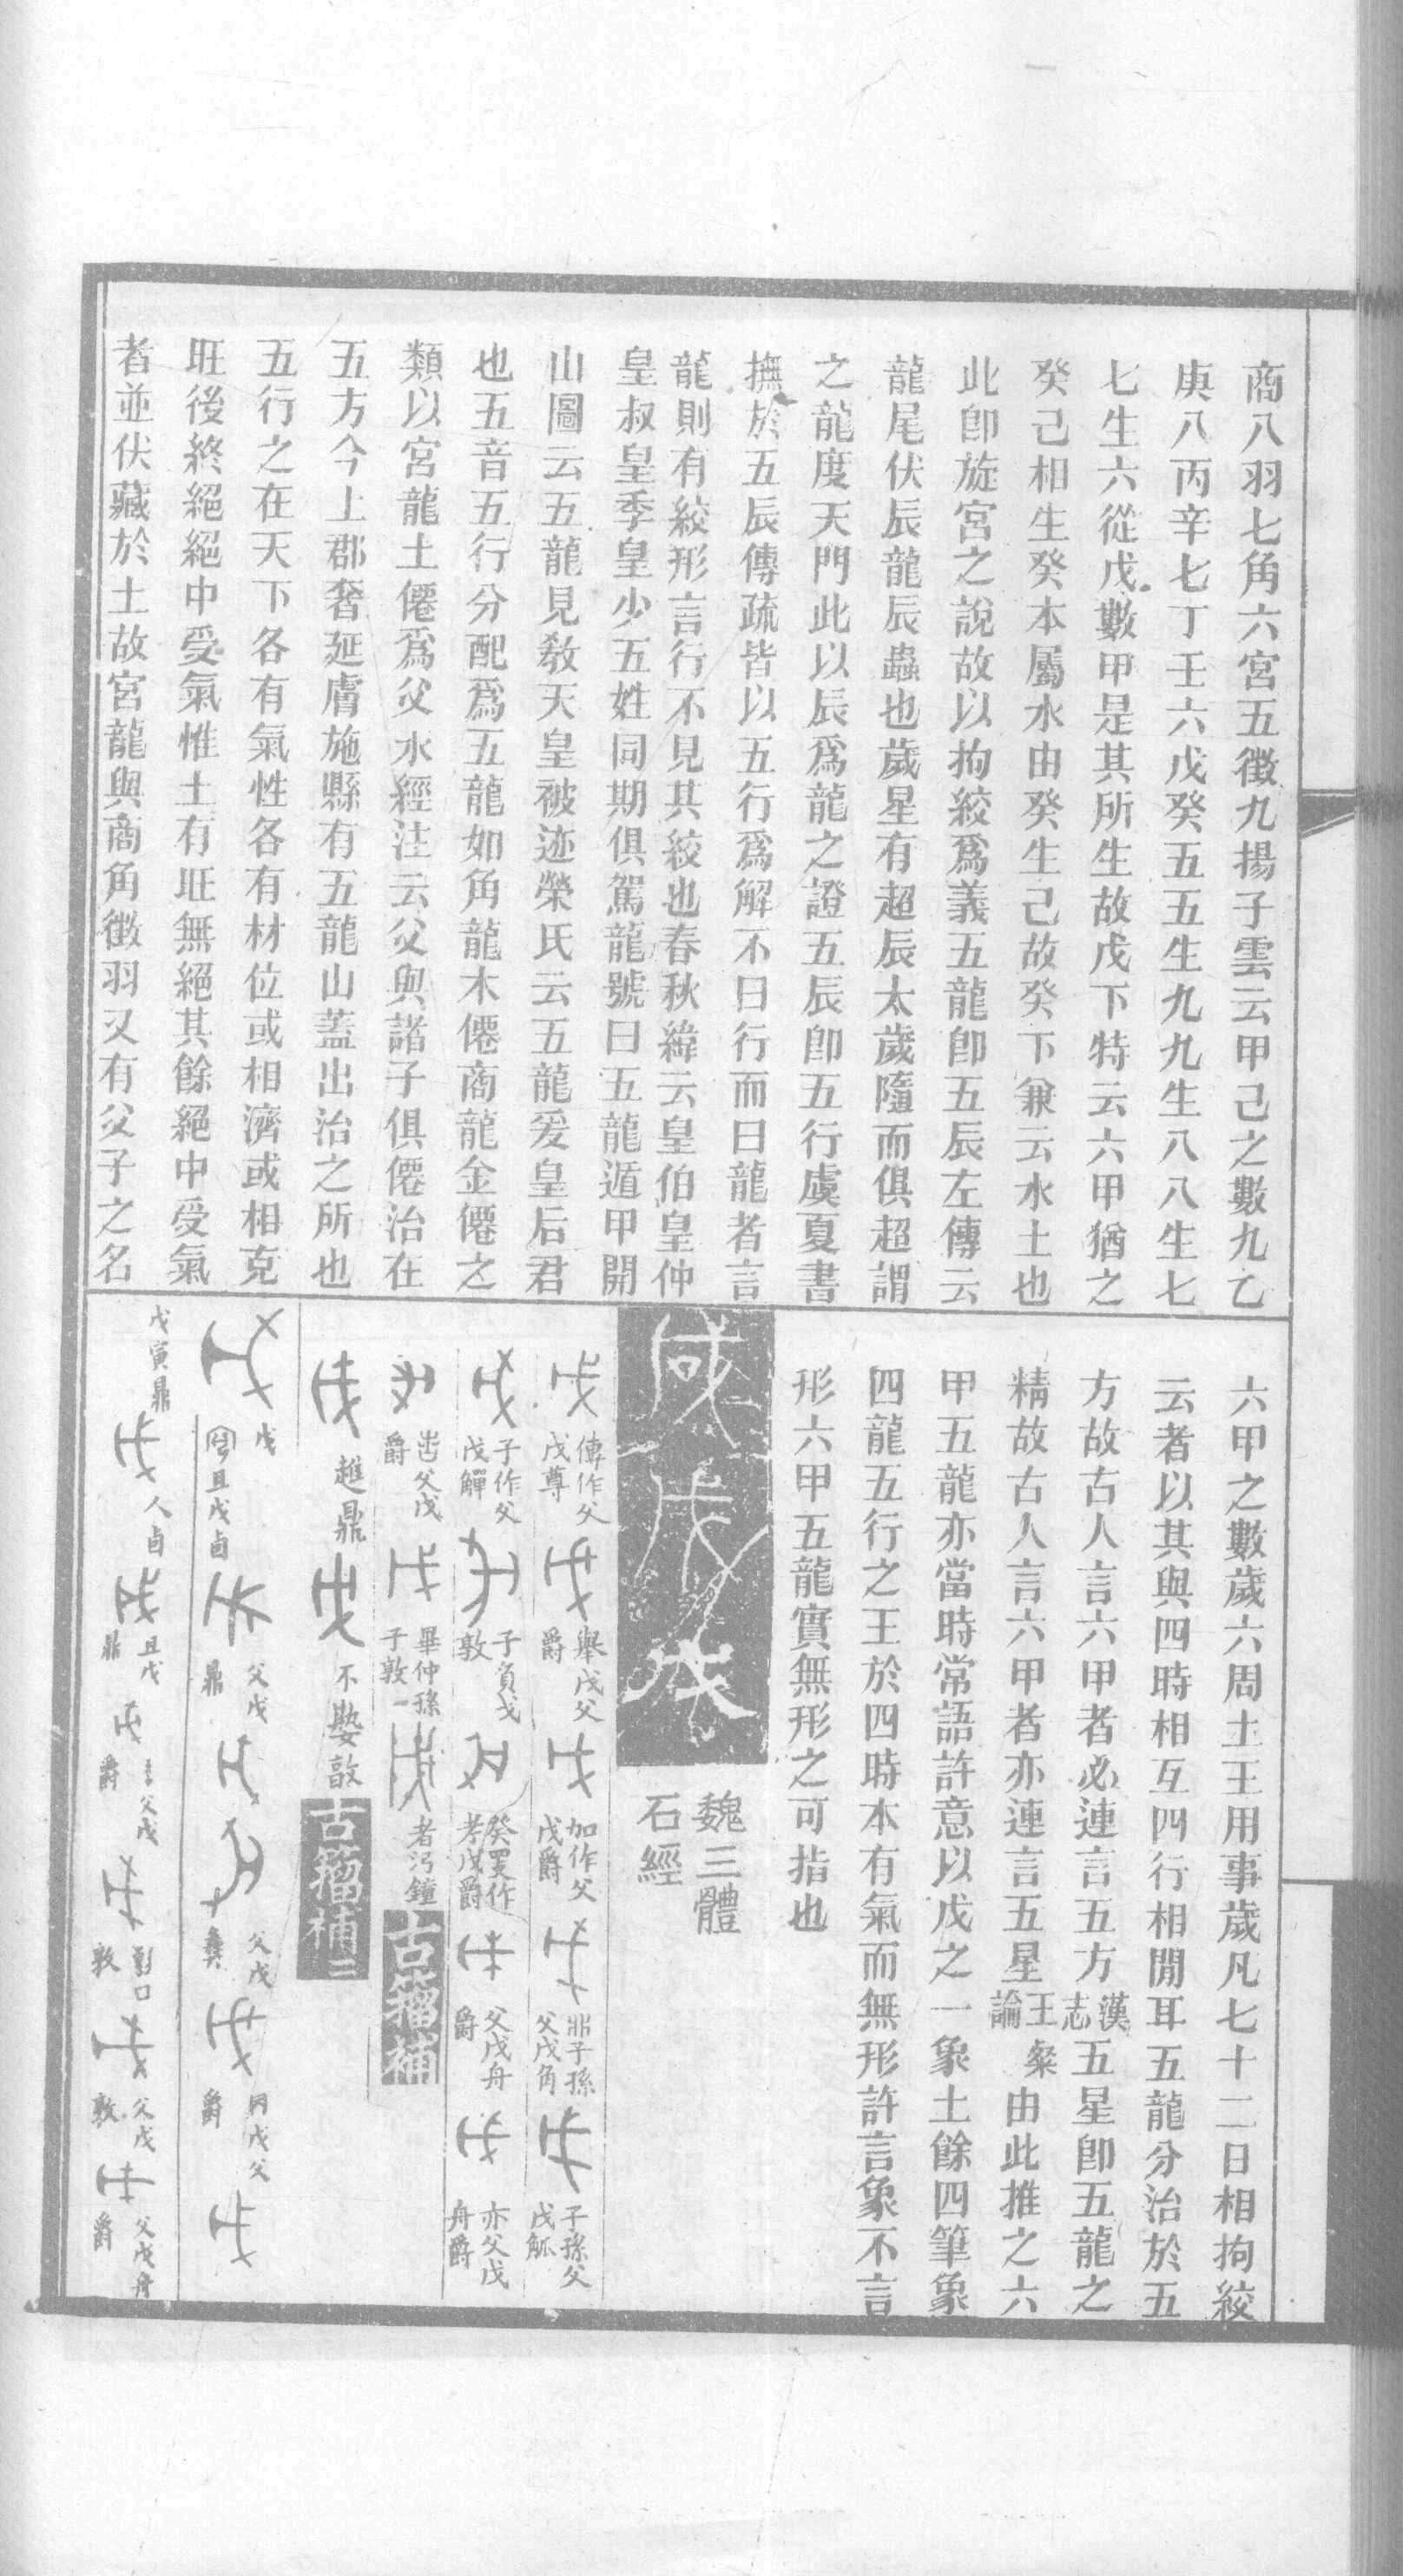 商八羽七角六宮五徵九揚子雲云甲己之數九乙
庚八丙辛七丁壬六戊癸五五生九九生八八生七
七生六從戊數甲是其所生故戊下特云六甲猶之
癸己相生癸本屬水由癸生己故癸下兼云水土也
此卽旋宮之說故以拘絞爲義五龍卽五辰左傳云
龍尾伏辰龍辰蟲也歲星有超辰太歲隨而俱超謂
之龍度天門此以辰爲龍之證五辰卽五行虞夏書
撫於五辰傳疏皆以五行爲解不曰行而曰龍者言
龍則有絞形言行不見其絞也春秋緯云皇伯皇仲
皇叔皇季皇少五姓同期俱駕龍號曰五龍遁甲開
山圖云五龍見敎天皇被迹榮氏云五龍爰皇后君
也五音五行分配爲五龍如角龍木僊商龍金僊之
類以宮龍土僊爲父水經注云父與諸子俱僊治在
五方今上郡奢延膚施縣有五龍山蓋出治之所也
五行之在天下各有氣性各有材位或相濟或相克
旺後終絕絕中受氣惟土有旺無絕其餘絕中受氣
者並伏藏於土故宮龍與商角徵羽又有父子之名
六甲之數歲六周土王用事歲凡七十二日相拘絞
云者以其與四時相互四行相閒耳五龍分治於五
方故古人言六甲者必連言五方漢志五星卽五龍之
精故古人言六甲者亦連言五星王粲論由此推之六
甲五龍亦當時常語許意以戊之一象土餘四筆象
四龍五行之王於四時本有氣而無形許言象不言
形六甲五龍實無形之可指也
魏三體
石經
傳作父戊尊
舉戊父爵
加作父戊爵
子孫父戊角
子孫父戊觚
子作父戊觶
子負戈敦
癸𡱝作考戊爵
父戊舟爵
亦父戊舟爵
父戊爵
畢仲孫子敦
者汈鐘
古籀補
趞鼎
不𡢁敦
古籀補二
戊
且戊卣
父戊鼎
父戊彝
同戊父爵
戊寅鼎
人卣
且戊鼎
父戊爵
敦
父戊敦
父戊舟爵